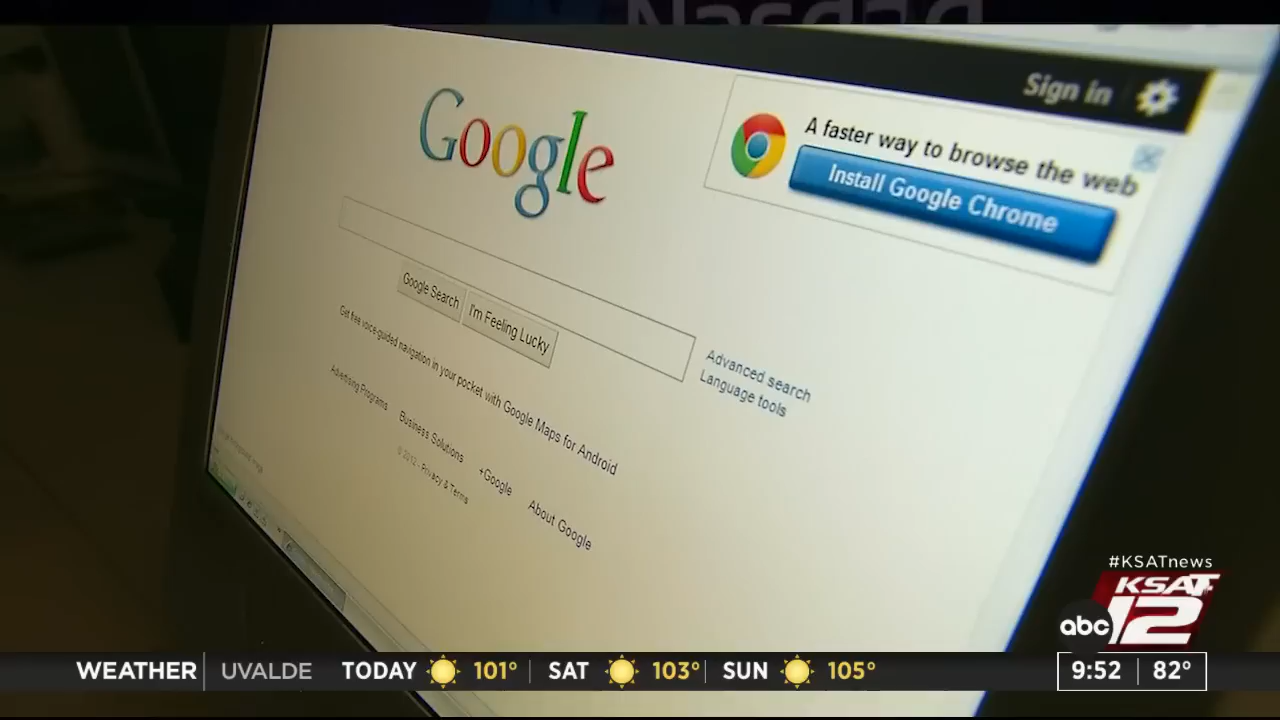 Nasdaq
Sign in
Google
A faster way to browse the web
Install Google Chrome
Google Search
I'm Feeling Lucky
Advanced search
Language tools
Get free voice-guided navigation in your pocket with Google Maps for Android
Advertising Programs
Business Solutions
+Google
About Google
© 2012 - Privacy & Terms
#KSATnews
KSAT
abc 12
WEATHER UVALDE TODAY 101° SAT 103° SUN 105°
9:52 82°